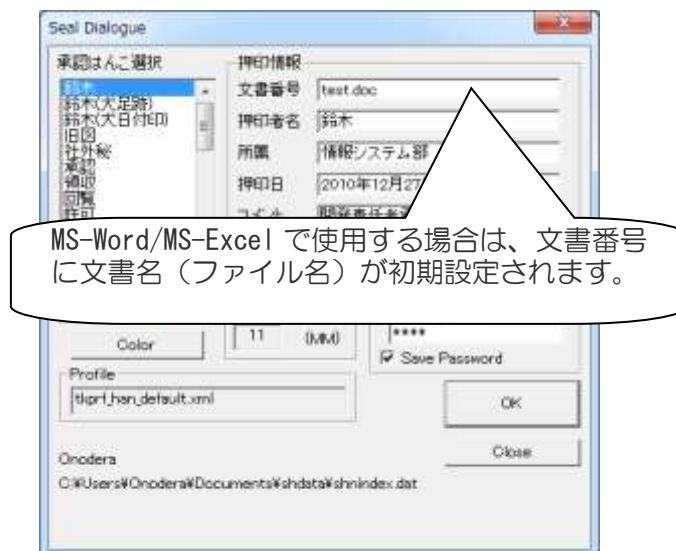 Seal Dialogue
承認はんこ選択
鈴木
鈴木(犬足跡)
鈴木(犬日付印)
旧図
社外秘
承認
領収
回覧
許可
押印情報
文書番号 test.doc
押印者名 鈴木
所属 情報システム部
押印日 2010年12月27
MS-Word/MS-Excel で使用する場合は、文書番号
に文書名（ファイル名）が初期設定されます。
Color
11 (MM)
****
Save Password
Profile
tkprf_han_default.xml
OK
Close
Onodera
C:¥Users¥Onodera¥Documents¥shdata¥shnindex.dat